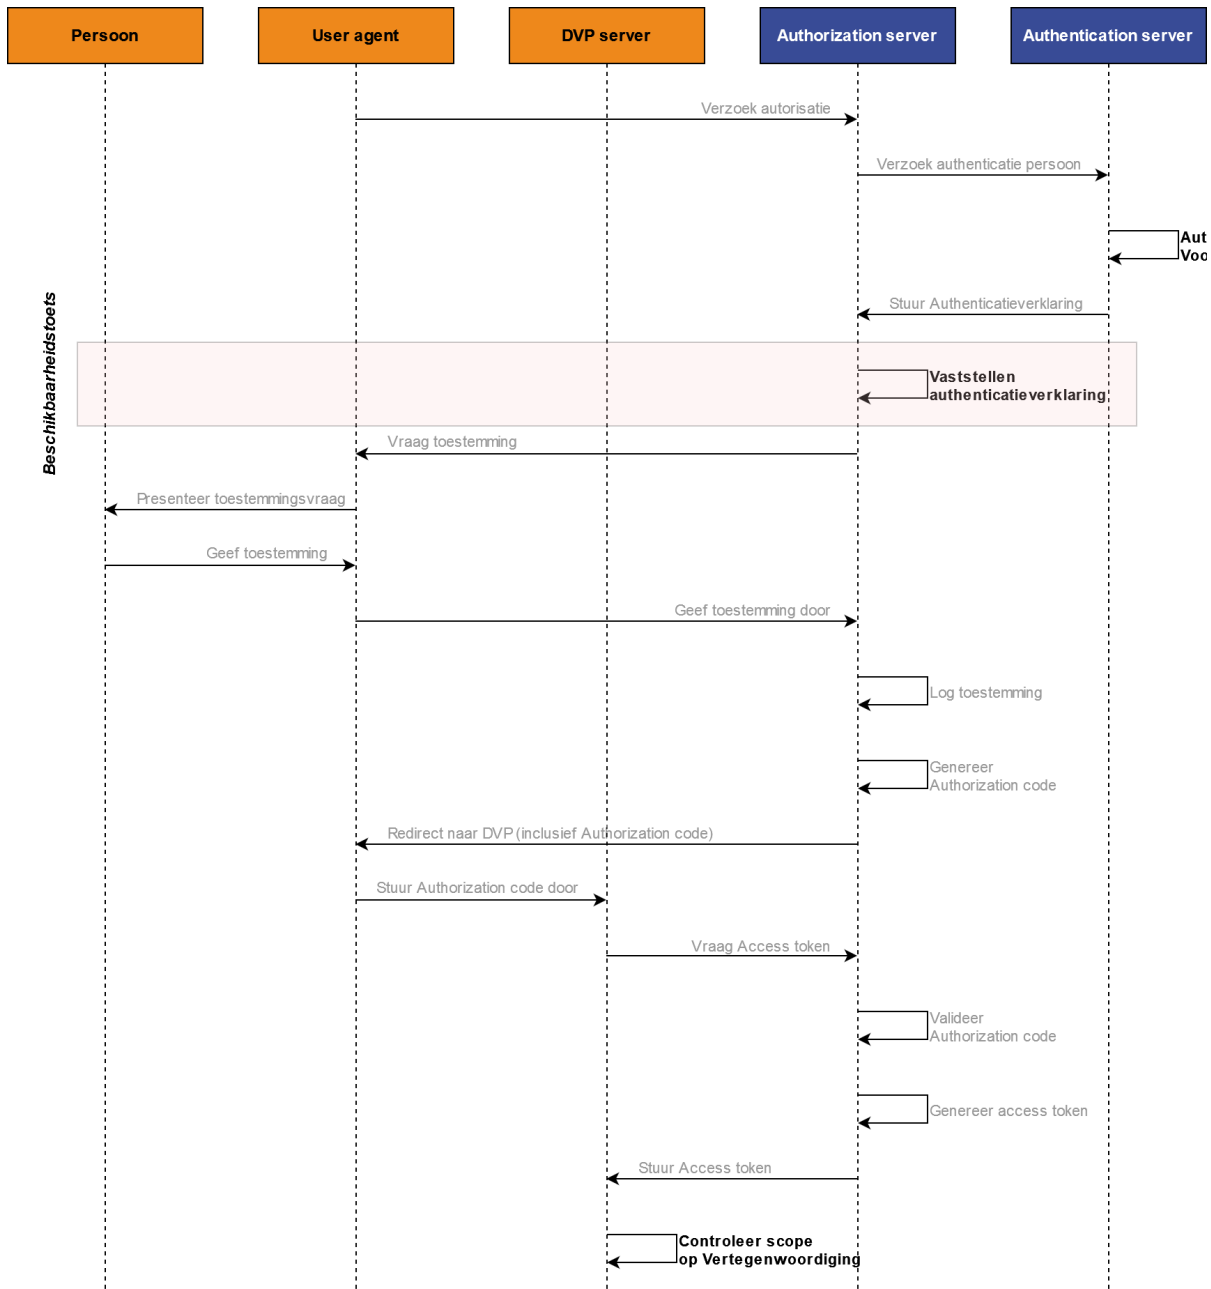 Persoon
User agent
DVP server
Authorization server
Authentication server
Verzoek autorisatie
Verzoek authenticatie persoon
Aut
Voo
Stuur Authenticatieverklaring
Beschikbaarheidstoets
Vaststellen
authenticatieverklaring
Vraag toestemming
Presenteer toestemmingsvraag
Geef toestemming
Geef toestemming door
Log toestemming
Genereer
Authorization code
Redirect naar DVP (inclusief Authorization code)
Stuur Authorization code door
Vraag Access token
Valideer
Authorization code
Genereer access token
Stuur Access token
Controleer scope
op Vertegenwoordiging